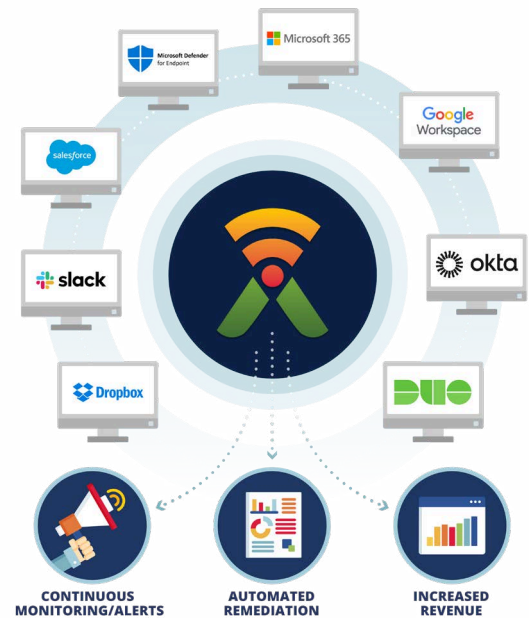 Microsoft 365
Microsoft Defender
for Endpoint
Google
Workspace
salesforce
okta
slack
Dropbox
DUO
CONTINUOUS
MONITORING/ALERTS
AUTOMATED
REMEDIATION
INCREASED
REVENUE